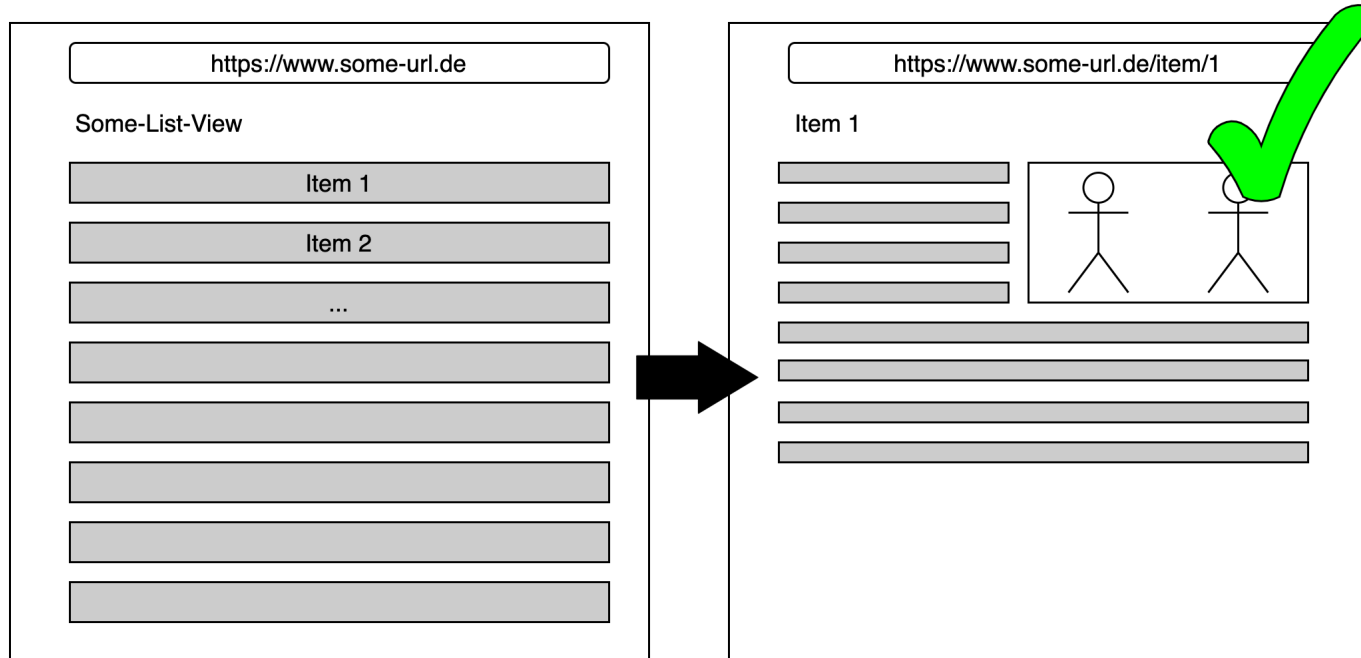 https://www.some-url.de
Some-List-View
Item 1
Item 2
...
https://www.some-url.de/item/1
Item 1